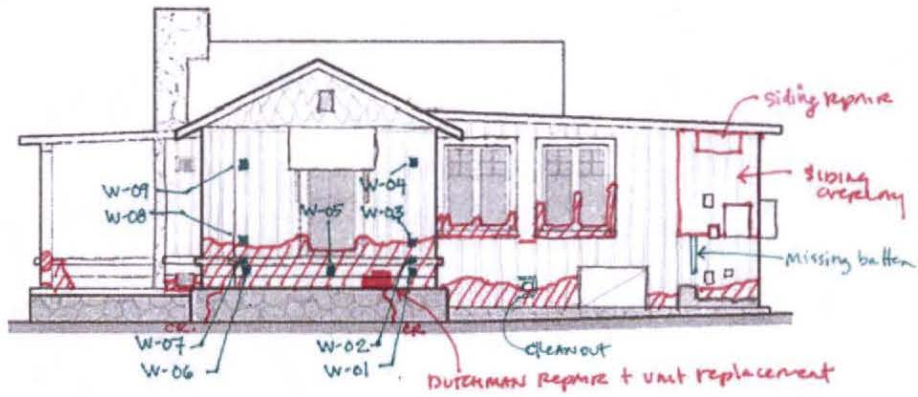 Siding repair
W-09
W-04
SIDING
overlay
W-08
W-05
W-03
Missing batten
CR.
CR.
W-07
W-02
CLEANOUT
W-06
W-01
DUTCHMAN Repair + unit replacement